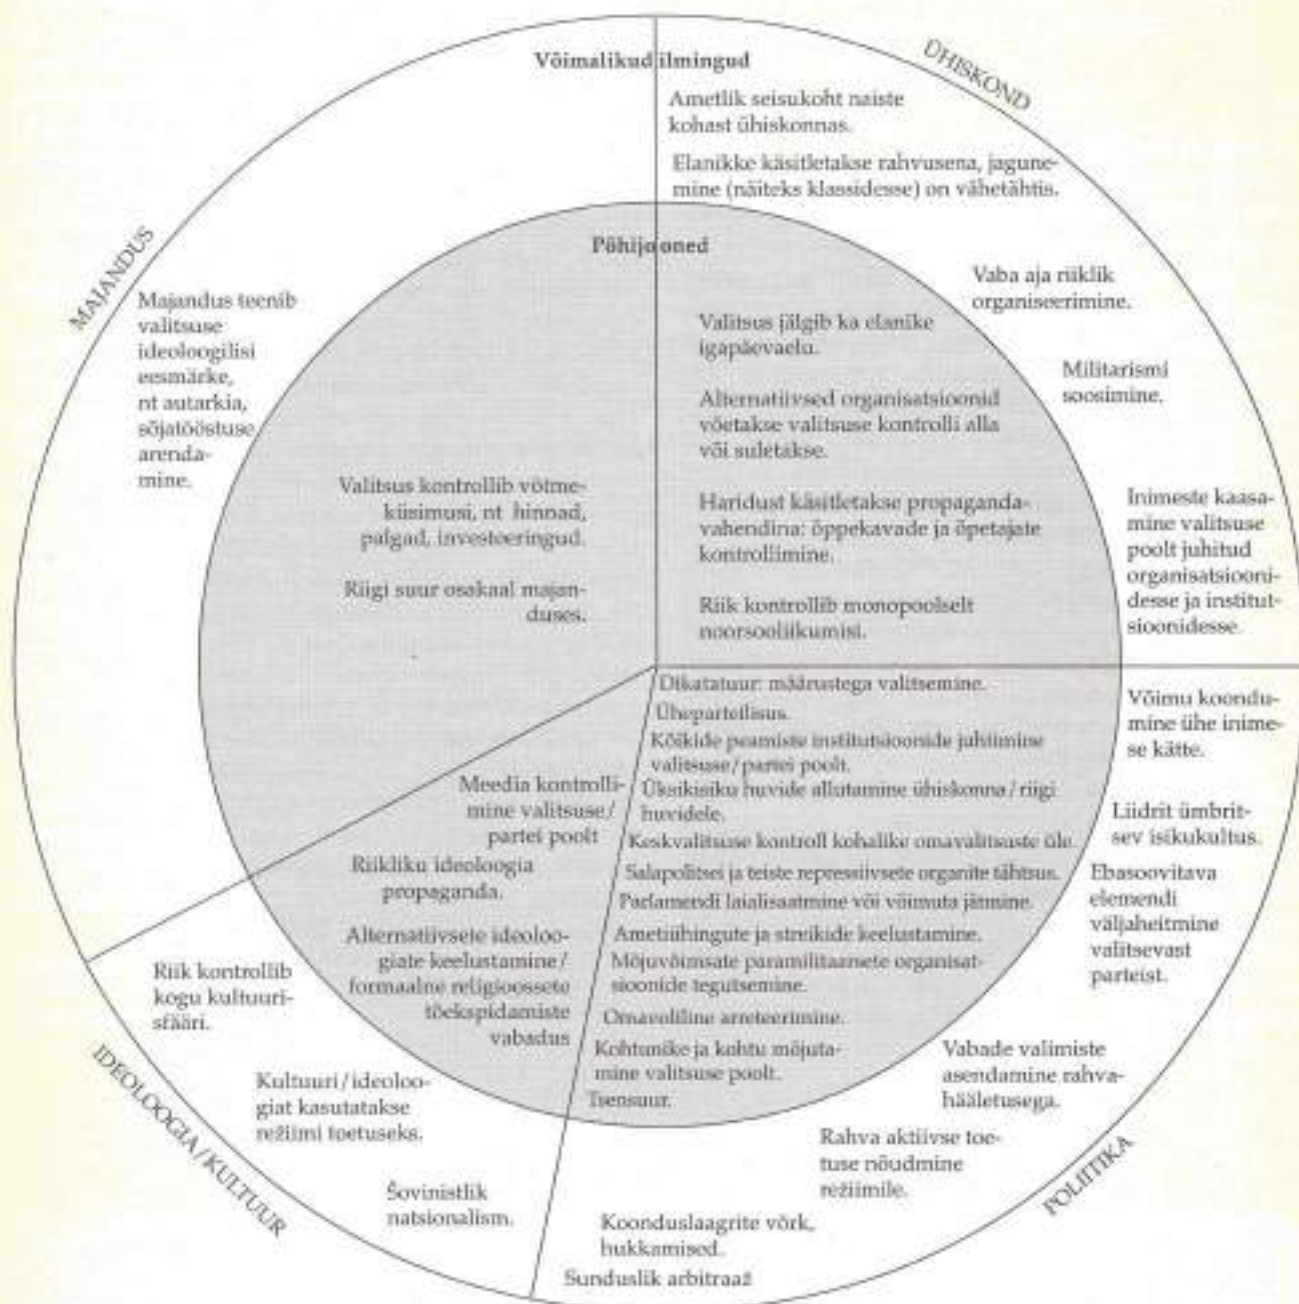 Võimalikud ilmingud
ÜHISKOND
Ametlik seisukoht naiste
kohast ühiskonnas.
Elanikke käsitletakse rahvusena, jagune-
mine (näiteks klassidesse) on vähetähtis.
Vaba aja riiklik
organiseerimine.
Militarismi
soosimine.
Inimeste kaasa-
mine valitsuse
poolt juhitud
organisatsiooni-
desse ja institut-
sioonidesse.
Põhijooned
Valitsus jälgib ka elanike
igapäevaelu.
Alternatiivsed organisatsioonid
võetakse valitsuse kontrolli alla
või suletakse.
Haridust käsitletakse propaganda-
vahendina: õppekavade ja õpetajate
kontrollimine.
Riik kontrollib monopoolselt
noorsooliikumisi.
MAJANDUS
Majandus teenib
valitsuse
ideoloogilisi
eesmärke,
nt autarkia,
sõjatööstuse
arenda-
mine.
Valitsus kontrollib võtme-
küsimusi, nt hinnad,
palgad, investeeringud.
Riigi suur osakaal majan-
duses.
Dikatatuur: määrustega valitsemine.
Üheparteilisus.
Kõikide peamiste institutsioonide juhtimine
valitsuse/partei poolt.
Üksikisiku huvide allutamine ühiskonna/riigi
huvidele.
Keskvalitsuse kontroll kohalike omavalitsuste üle.
Salapolitsei ja teiste repressiivsete organite tähtsus.
Parlamendi laialisaatmine või võimuta jätmine.
Ametiühingute ja streikide keelustamine.
Mõjuvõimsate paramilitaarsete organisat-
sioonide tegutsemine.
Omavoliline arreteerimine.
Kohtunike ja kohtu mõjuta-
mine valitsuse poolt.
Tsensuur.
Võimu koondu-
mine ühe inime-
se kätte.
Liidrit ümbrit-
sev isikukultus.
Ebasoovitava
elemendi
väljaheitmine
valitsevast
parteist.
Vabade valimiste
asendamine rahva-
hääletusega.
Rahva aktiivse toe-
tuse nõudmine
režiimile.
Koonduslaagrite võrk,
hukkamised.
Sunduslik arbitraaž
POLIITIKA
Meedia kontrolli-
mine valitsuse/
partei poolt
Riikliku ideoloogia
propaganda.
Alternatiivsete ideoloo-
giate keelustamine/
formaalne religioossete
tõekspidamiste
vabadus
Riik kontrollib
kogu kultuuri-
sfääri.
Kultuuri/ideoloo-
giat kasutatakse
režiimi toetuseks.
Šovinistlik
natsionalism.
IDEOLOOGIA/KULTUUR